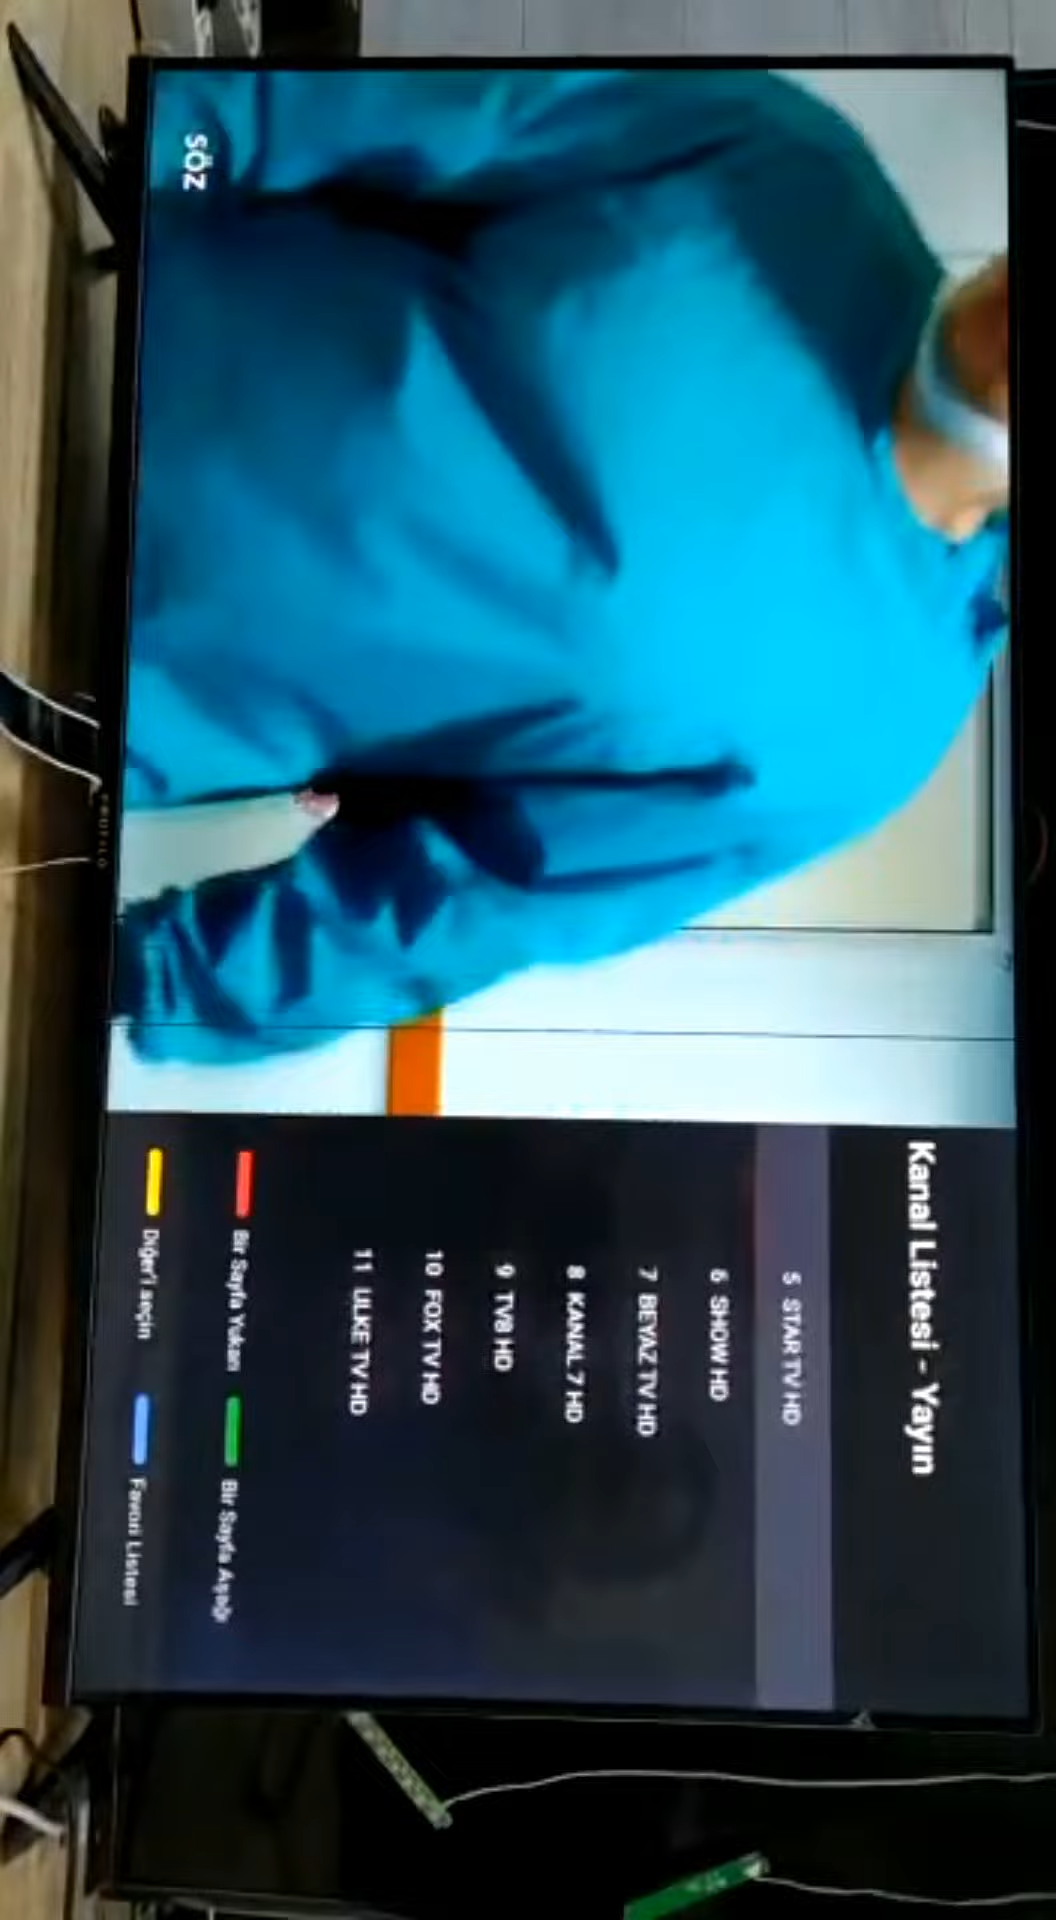 Kanal Listesi - Yayın
5 STAR TV HD
6 SHOW HD
7 BEYAZ TV HD
8 KANAL 7 HD
9 TV8 HD
10 FOX TV HD
11 ÜLKE TV HD
Bir Sayfa Yukarı
Bir Sayfa Aşağı
Diğer'i seçin
Favori Listesi
SÖZ
PROFILO